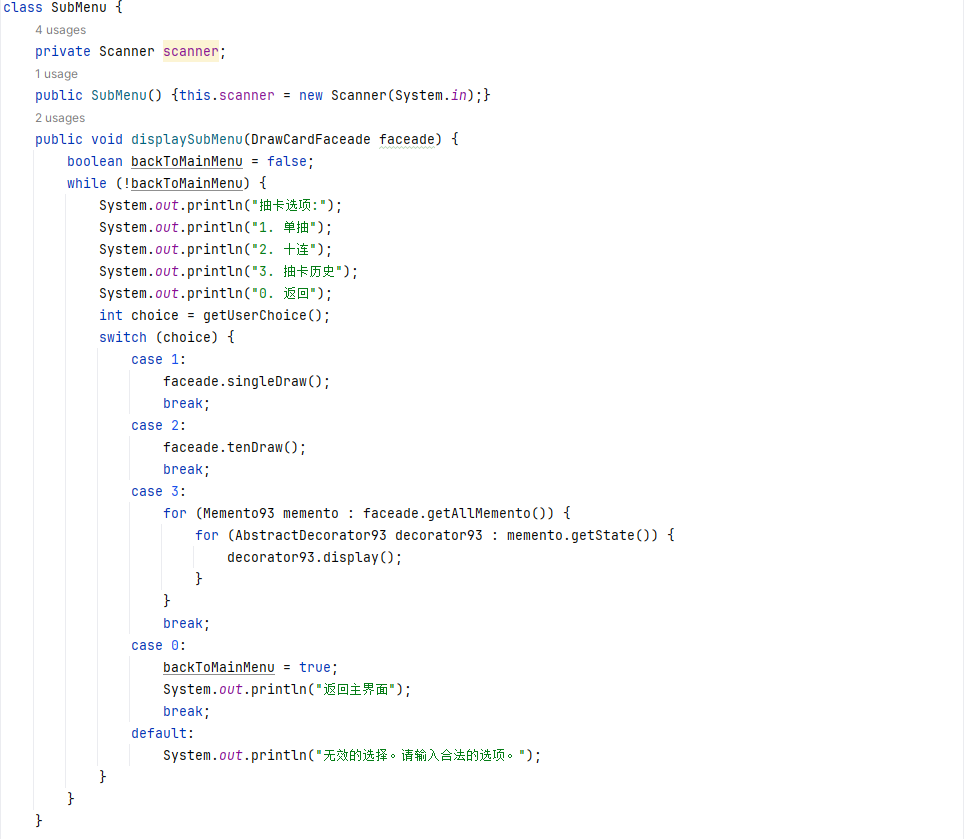 class SubMenu {
4 usages
private Scanner scanner;
1 usage
public SubMenu() {this.scanner = new Scanner(System.in);}
2 usages
public void displaySubMenu(DrawCardFaceade faceade) {
boolean backToMainMenu = false;
while (!backToMainMenu) {
System.out.println("抽卡选项:");
System.out.println("1. 单抽");
System.out.println("2. 十连");
System.out.println("3. 抽卡历史");
System.out.println("0. 返回");
int choice = getUserChoice();
switch (choice) {
case 1:
faceade.singleDraw();
break;
case 2:
faceade.tenDraw();
break;
case 3:
for (Memento93 memento : faceade.getAllMemento()) {
for (AbstractDecorator93 decorator93 : memento.getState()) {
decorator93.display();
}
}
break;
case 0:
backToMainMenu = true;
System.out.println("返回主界面");
break;
default:
System.out.println("无效的选择。请输入合法的选项。");
}
}
}